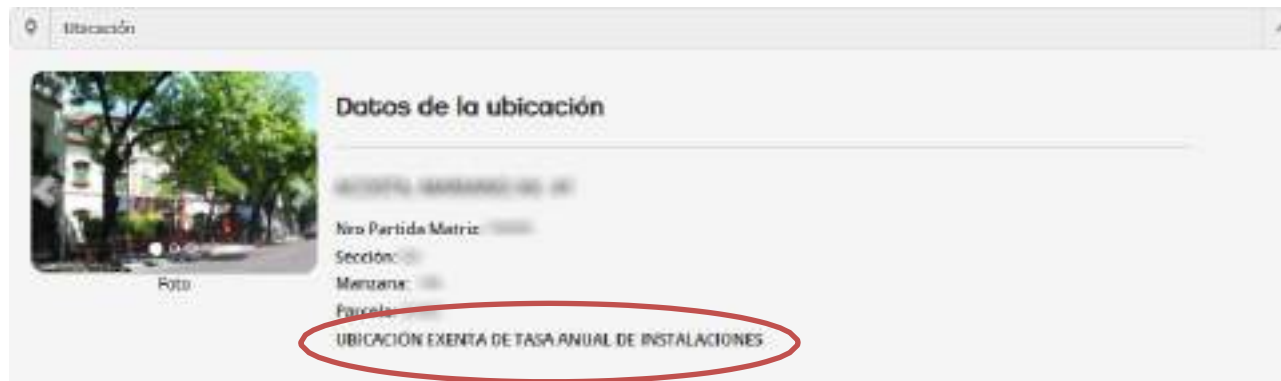 Ubicación
Datos de la ubicación
Nro Partida Matriz
Sección:
Foto
Manzana:
Parcela:
UBICACIÓN EXENTA DE TASA ANUAL DE INSTALACIONES